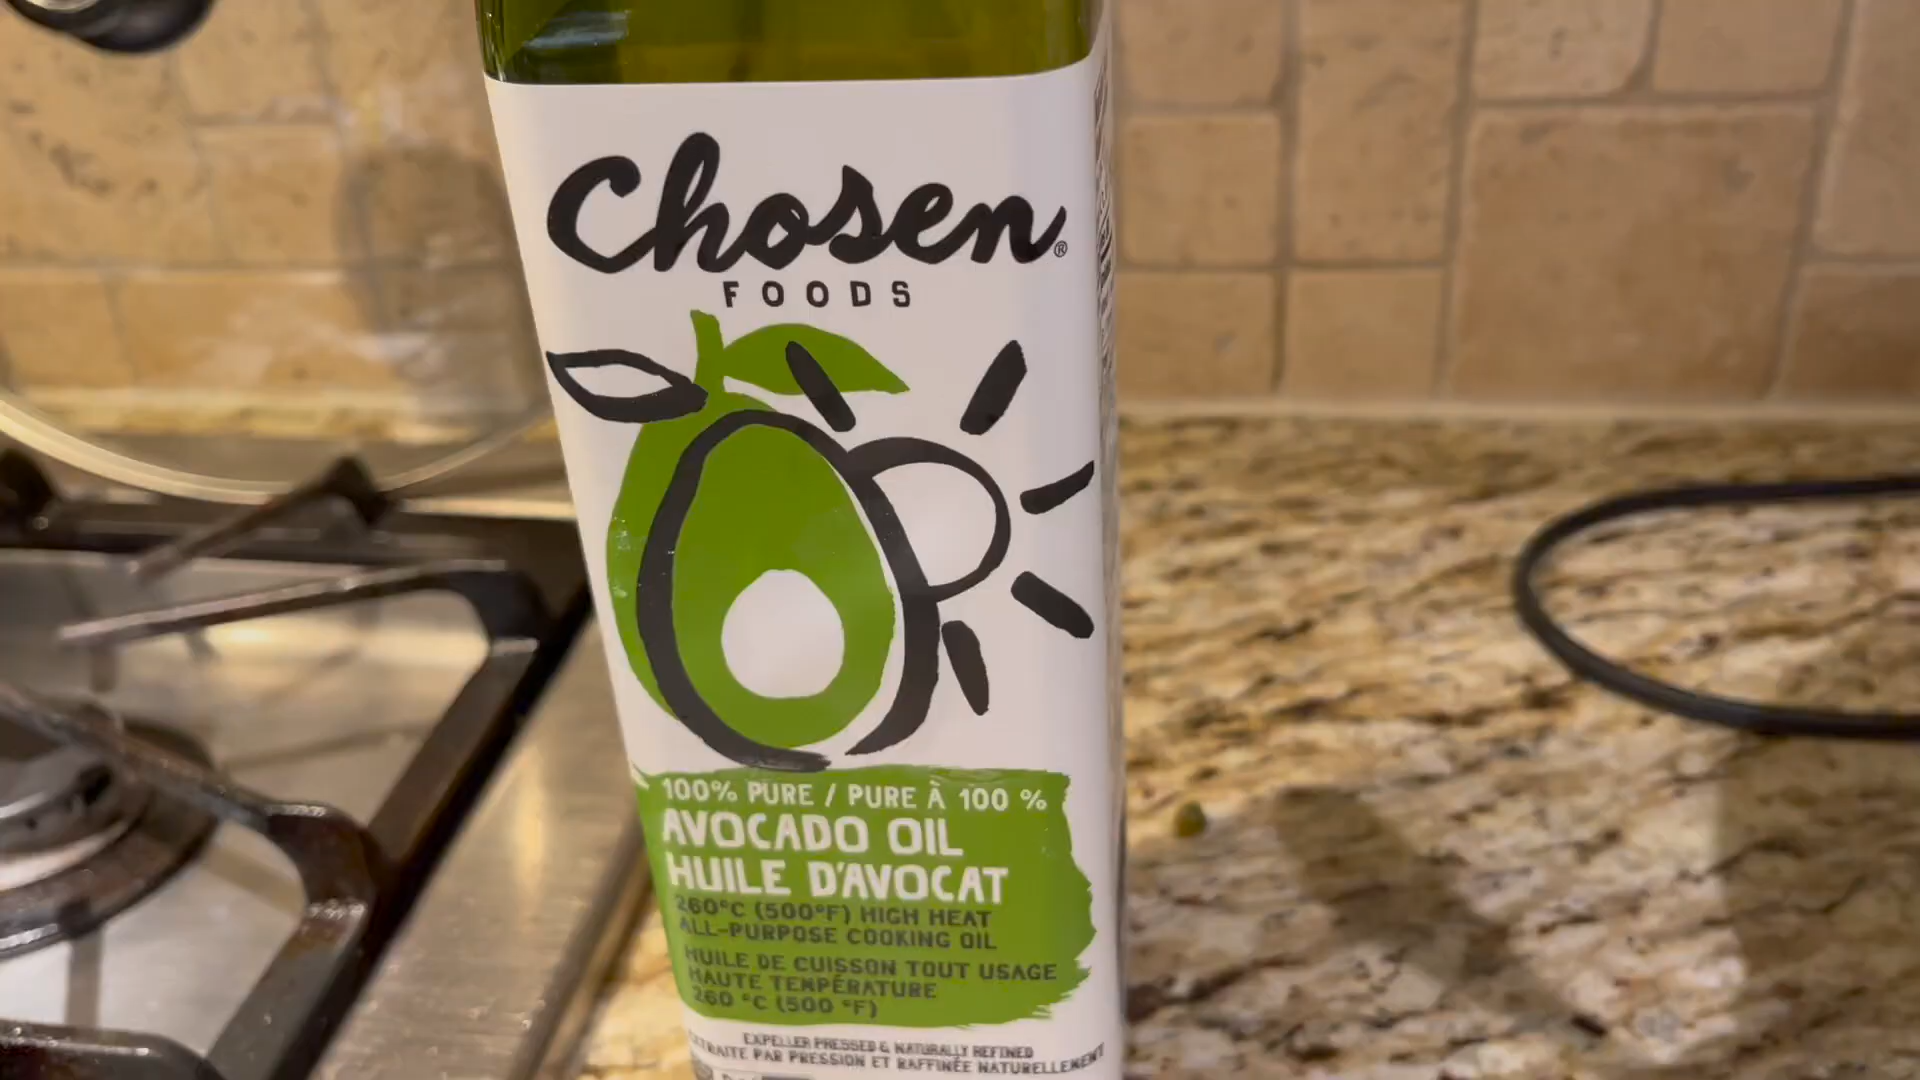 Chosen®
FOODS
100% PURE / PURE À 100 %
AVOCADO OIL
HUILE D'AVOCAT
260°C (500°F) HIGH HEAT
ALL-PURPOSE COOKING OIL
HUILE DE CUISSON TOUT USAGE
HAUTE TEMPÉRATURE
260 °C (500 °F)
EXPELLER PRESSED & NATURALLY REFINED
EXTRAITE PAR PRESSION ET RAFFINÉE NATURELLEMENT